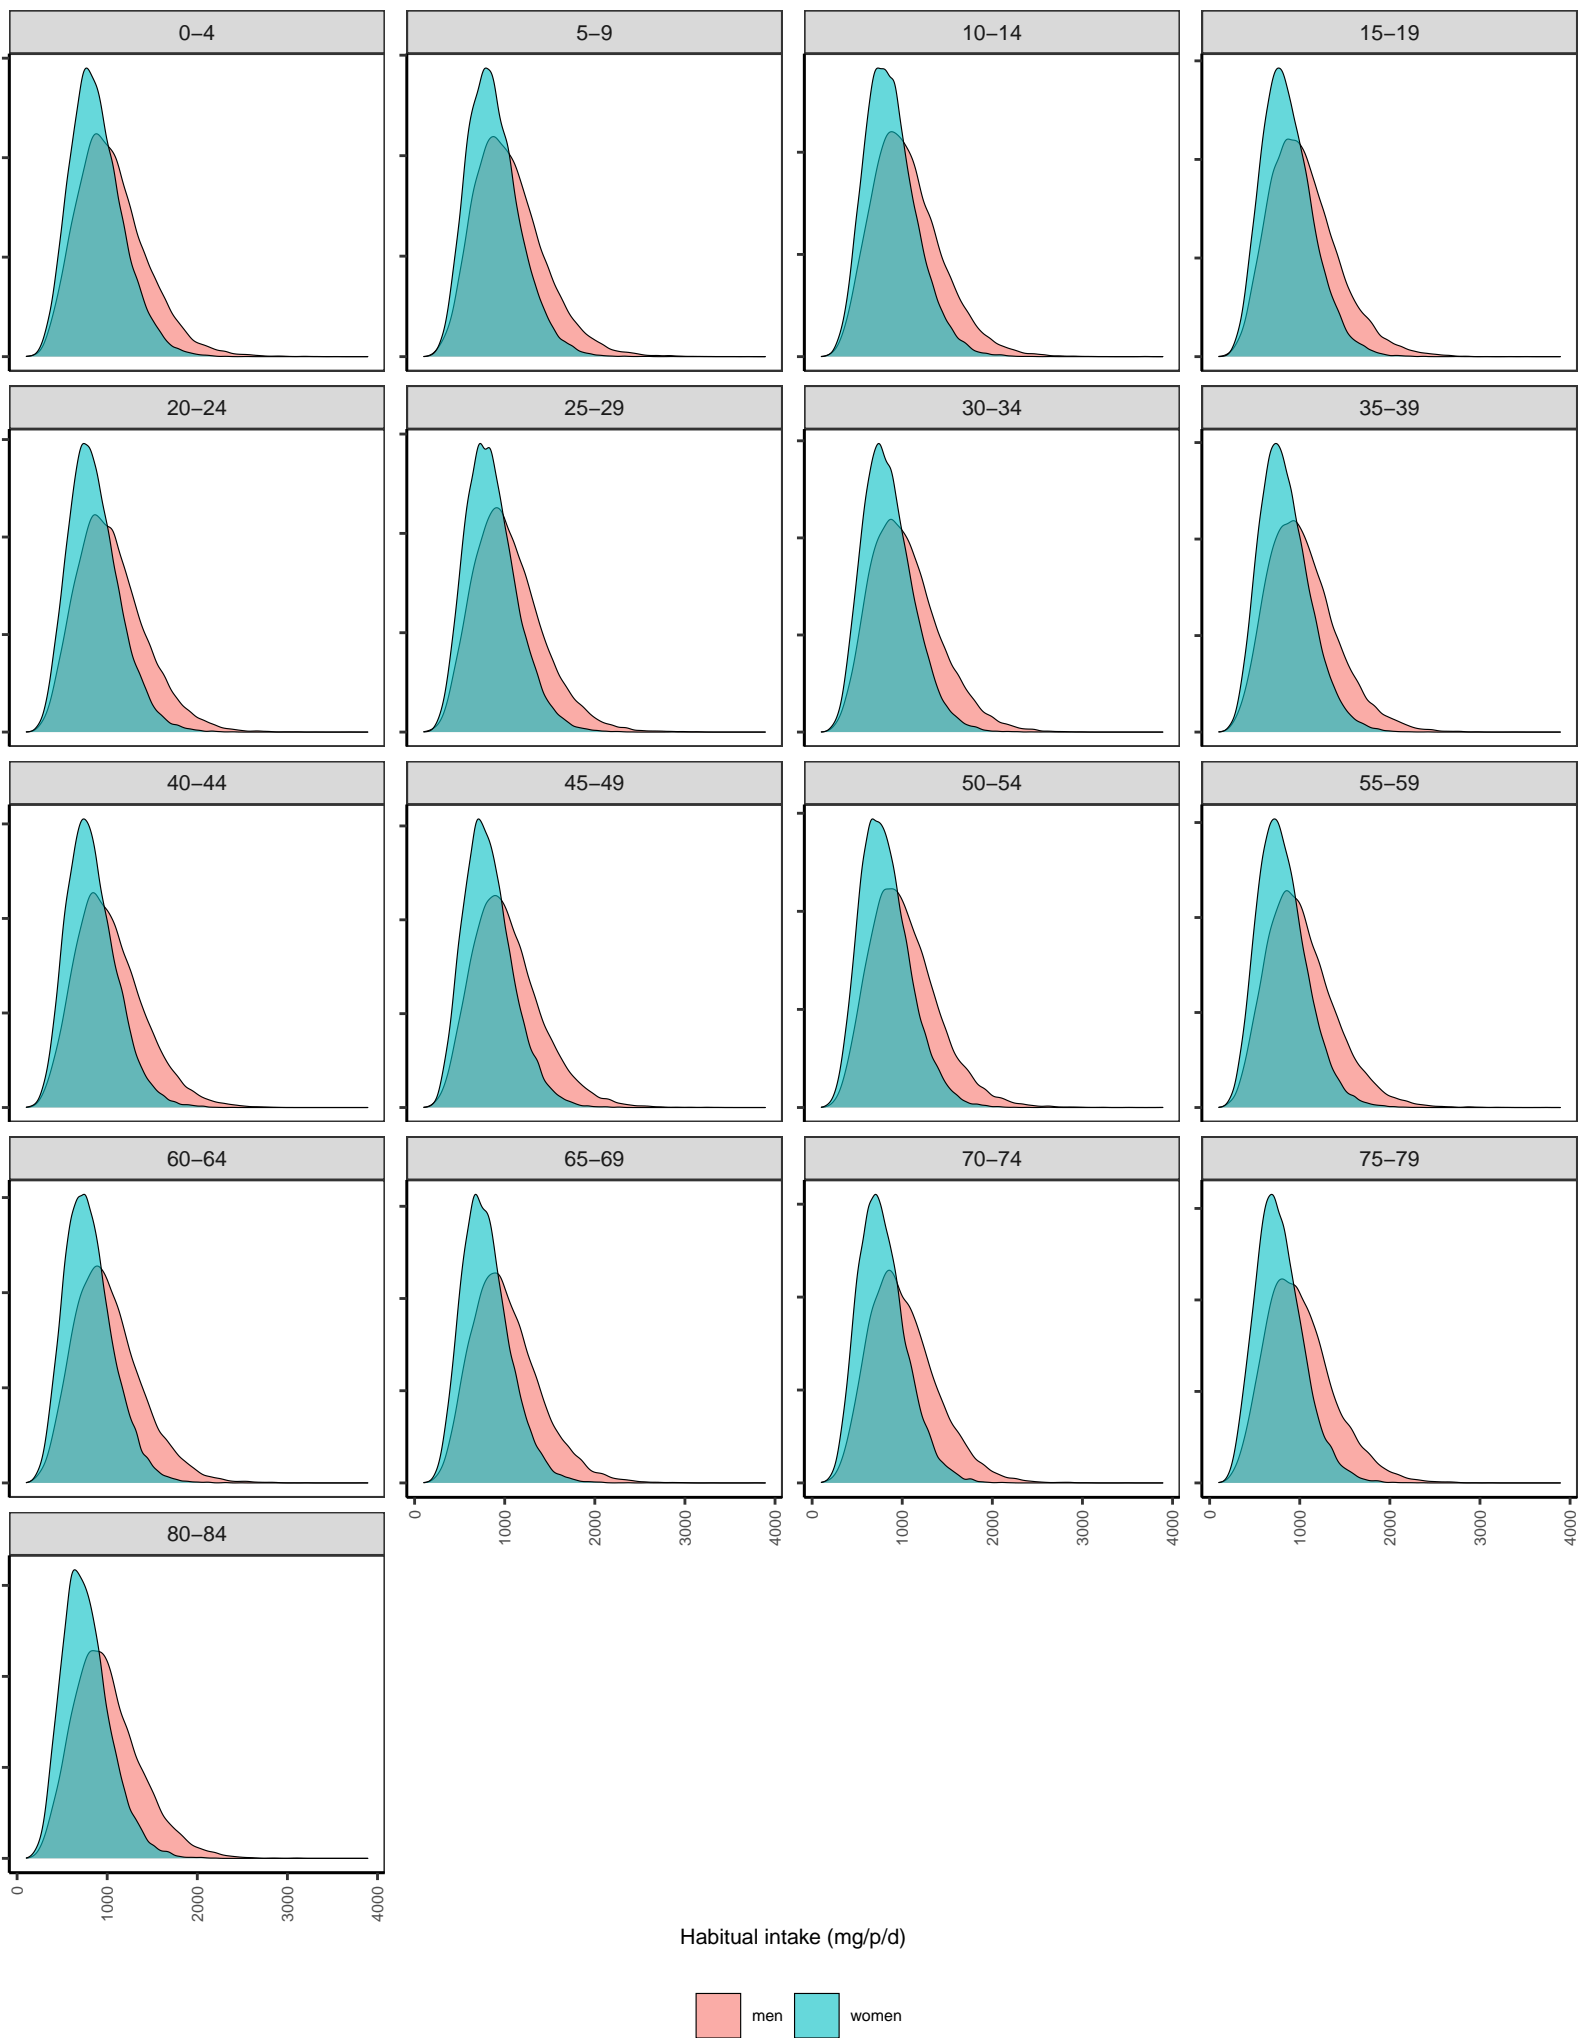 0–4 5–9 10–14 15–19
20–24 25–29 30–34 35–39
40–44 45–49 50–54 55–59
60–64 65–69 70–74 75–79
0 1000 2000 3000 4000 0 1000 2000 3000 4000 0 1000 2000 3000 4000
80–84
0 1000 2000 3000 4000
Habitual intake (mg/p/d)
men women